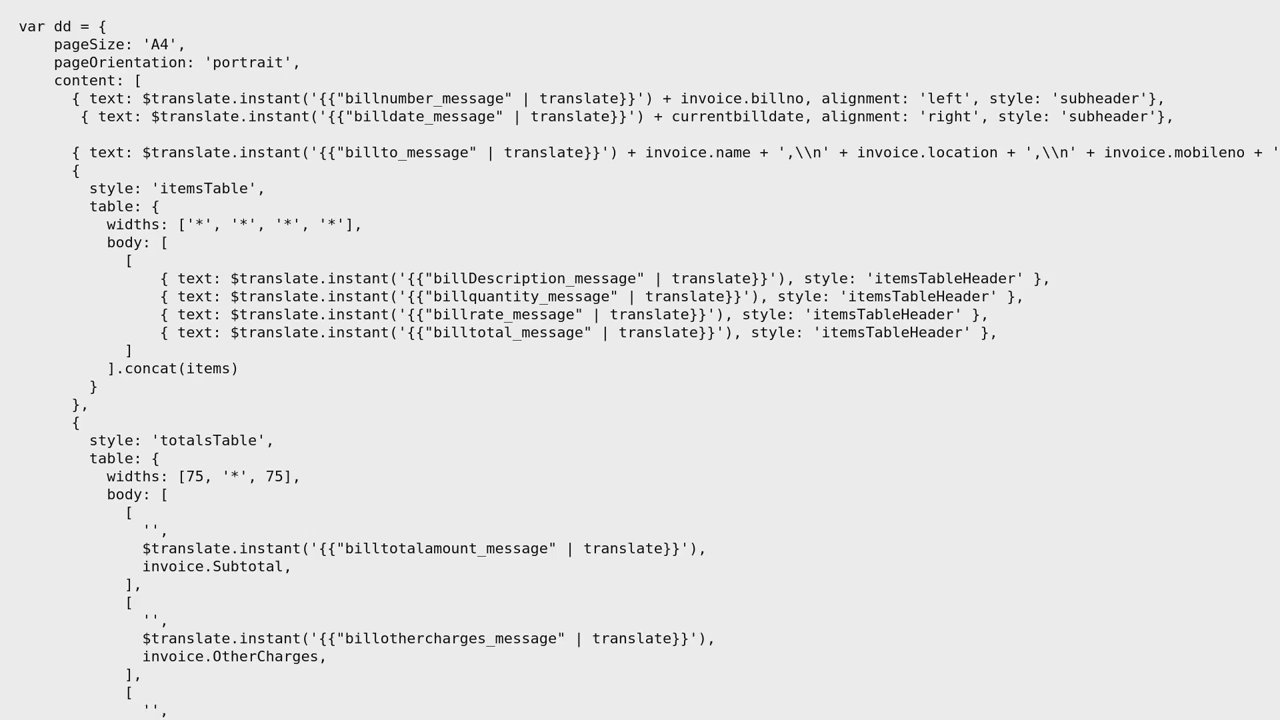 var dd = {
    pageSize: 'A4',
    pageOrientation: 'portrait',
    content: [
      { text: $translate.instant('{{"billnumber_message" | translate}}') + invoice.billno, alignment: 'left', style: 'subheader'},
       { text: $translate.instant('{{"billdate_message" | translate}}') + currentbilldate, alignment: 'right', style: 'subheader'},

      { text: $translate.instant('{{"billto_message" | translate}}') + invoice.name + ',\\n' + invoice.location + ',\\n' + invoice.mobileno + '
      {
        style: 'itemsTable',
        table: {
          widths: ['*', '*', '*', '*'],
          body: [
            [
                { text: $translate.instant('{{"billDescription_message" | translate}}'), style: 'itemsTableHeader' },
                { text: $translate.instant('{{"billquantity_message" | translate}}'), style: 'itemsTableHeader' },
                { text: $translate.instant('{{"billrate_message" | translate}}'), style: 'itemsTableHeader' },
                { text: $translate.instant('{{"billtotal_message" | translate}}'), style: 'itemsTableHeader' },
            ]
          ].concat(items)
        }
      },
      {
        style: 'totalsTable',
        table: {
          widths: [75, '*', 75],
          body: [
            [
              '',
              $translate.instant('{{"billtotalamount_message" | translate}}'),
              invoice.Subtotal,
            ],
            [
              '',
              $translate.instant('{{"billothercharges_message" | translate}}'),
              invoice.OtherCharges,
            ],
            [
              '',